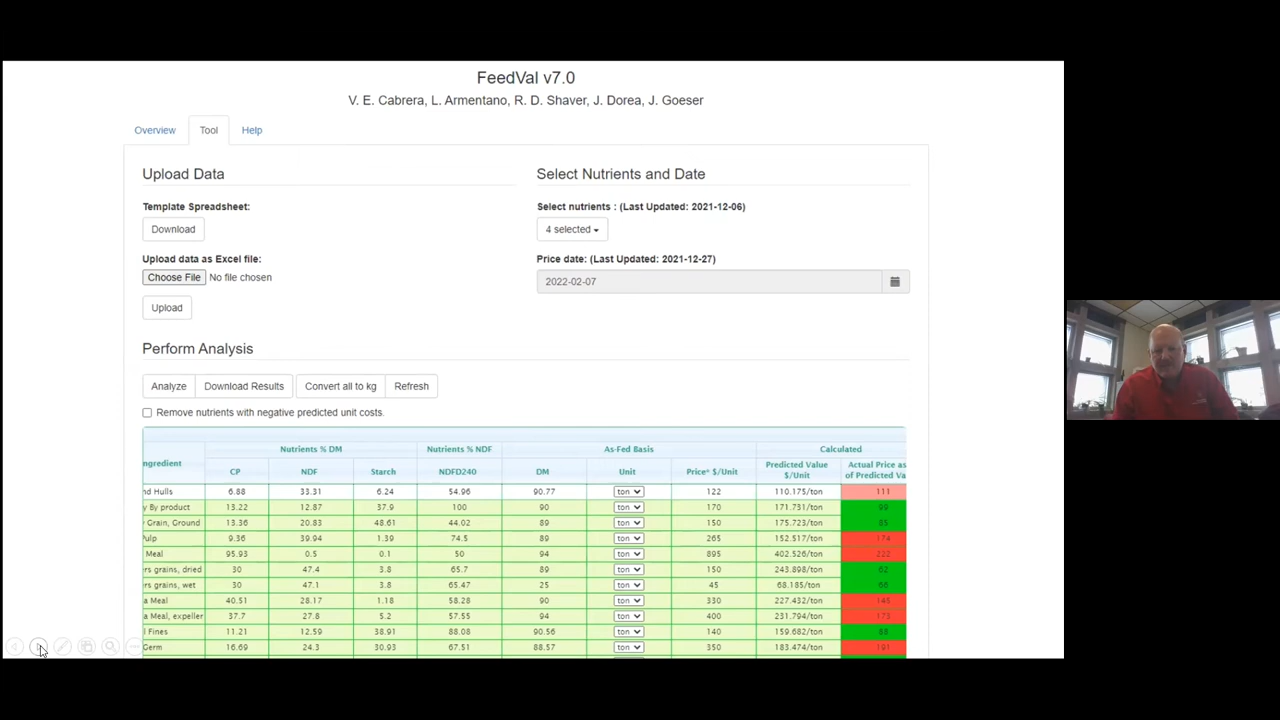 FeedVal v7.0
V. E. Cabrera, L. Armentano, R. D. Shaver, J. Dorea, J. Goeser
Overview Tool Help
Upload Data
Template Spreadsheet:
Download
Upload data as Excel file:
Choose File No file chosen
Upload
Select Nutrients and Date
Select nutrients : (Last Updated: 2021-12-06)
4 selected
Price date: (Last Updated: 2021-12-27)
2022-02-07
Perform Analysis
Analyze Download Results Convert all to kg Refresh
Remove nutrients with negative predicted unit costs.
Nutrients % DM Nutrients % NDF As-Fed Basis Calculated
ngredient CP NDF Starch NDFD240 DM Unit Price* $/Unit Predicted Value $/Unit Actual Price as of Predicted Va
nd Hulls 6.88 33.31 6.24 54.96 90.77 ton 122 110.175/ton 111
y By product 13.22 12.87 37.9 100 90 ton 170 171.731/ton 99
y Grain, Ground 13.36 20.83 48.61 44.02 89 ton 150 175.723/ton 85
Pulp 9.36 39.94 1.39 74.5 89 ton 265 152.517/ton 174
Meal 95.93 0.5 0.1 50 94 ton 895 402.526/ton 222
rs grains, dried 30 47.4 3.8 65.7 89 ton 150 243.898/ton 62
rs grains, wet 30 47.1 3.8 65.47 25 ton 45 68.185/ton 66
a Meal 40.51 28.17 1.18 58.28 90 ton 330 227.432/ton 145
a Meal, expeller 37.7 27.8 5.2 57.55 94 ton 400 231.794/ton 173
l Fines 11.21 12.59 38.91 88.08 90.56 ton 140 159.682/ton 88
Germ 16.69 24.3 30.93 67.51 88.57 ton 350 183.474/ton 191